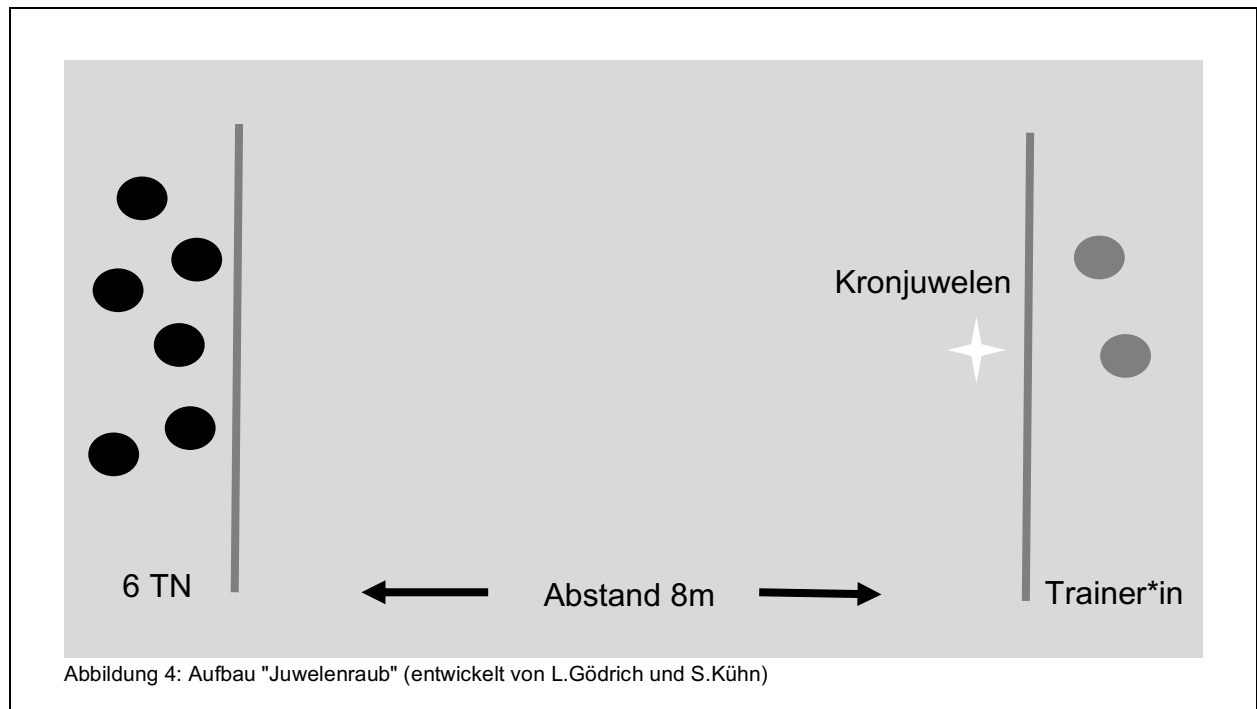 Kronjuwelen
6 TN
Abstand 8m
Trainer*in
Abbildung 4: Aufbau "Juwelenraub" (entwickelt von L.Gödrich und S.Kühn)